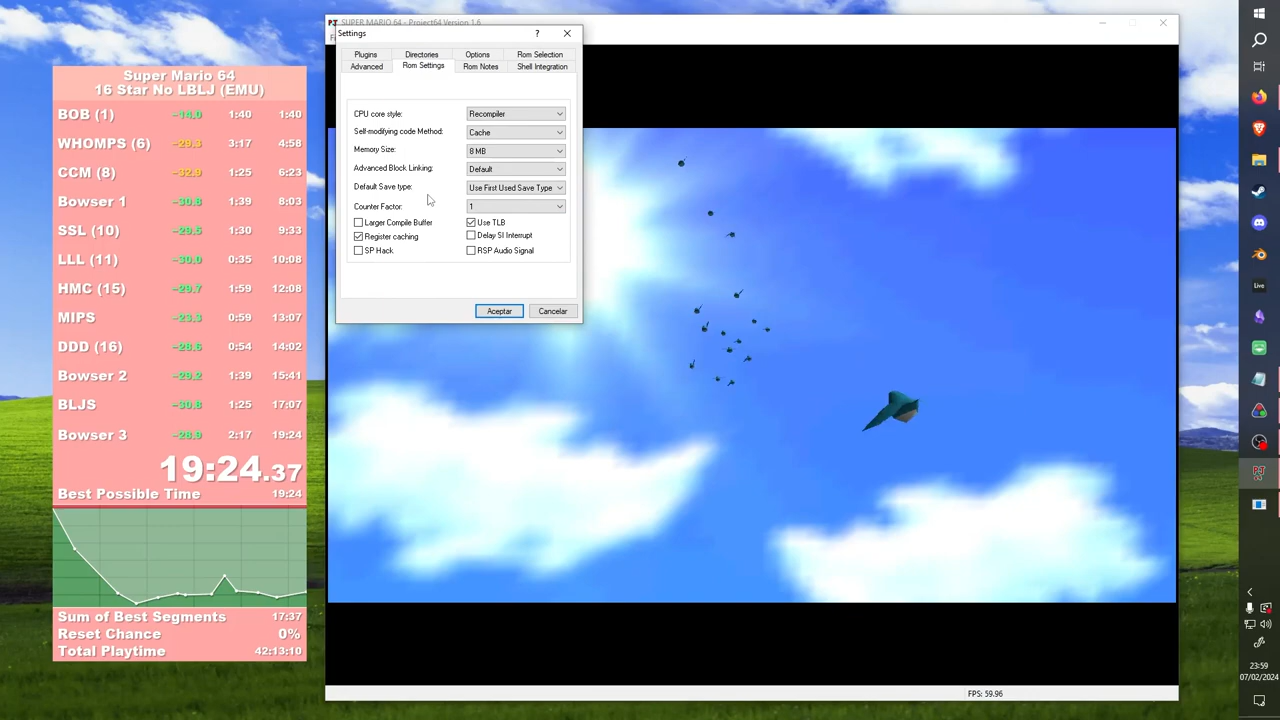 SUPER MARIO 64 - Project64 Version 1.6
Settings
?
Plugins Directories Options Rom Selection
Advanced Rom Settings Rom Notes Shell Integration
CPU core style: Recompiler
Self-modifying code Method: Cache
Memory Size: 8 MB
Advanced Block Linking: Default
Default Save type: Use First Used Save Type
Counter Factor: 1
Larger Compile Buffer Use TLB
Register caching Delay SI Interrupt
SP Hack RSP Audio Signal
Aceptar Cancelar
Super Mario 64
16 Star No LBLJ (EMU)
BOB (1) −14.0 1:40 1:40
WHOMPS (6) −29.3 3:17 4:58
CCM (8) −32.9 1:25 6:23
Bowser 1 −30.8 1:39 8:03
SSL (10) −29.5 1:30 9:33
LLL (11) −30.0 0:35 10:08
HMC (15) −29.7 1:59 12:08
MIPS −23.3 0:59 13:07
DDD (16) −28.6 0:54 14:02
Bowser 2 −29.2 1:39 15:41
BLJS −30.8 1:25 17:07
Bowser 3 −28.9 2:17 19:24
19:24.37
Best Possible Time 19:24
Sum of Best Segments 17:37
Reset Chance 0%
Total Playtime 42:13:10
FPS: 59.96
Live
23:59
07/02/2024